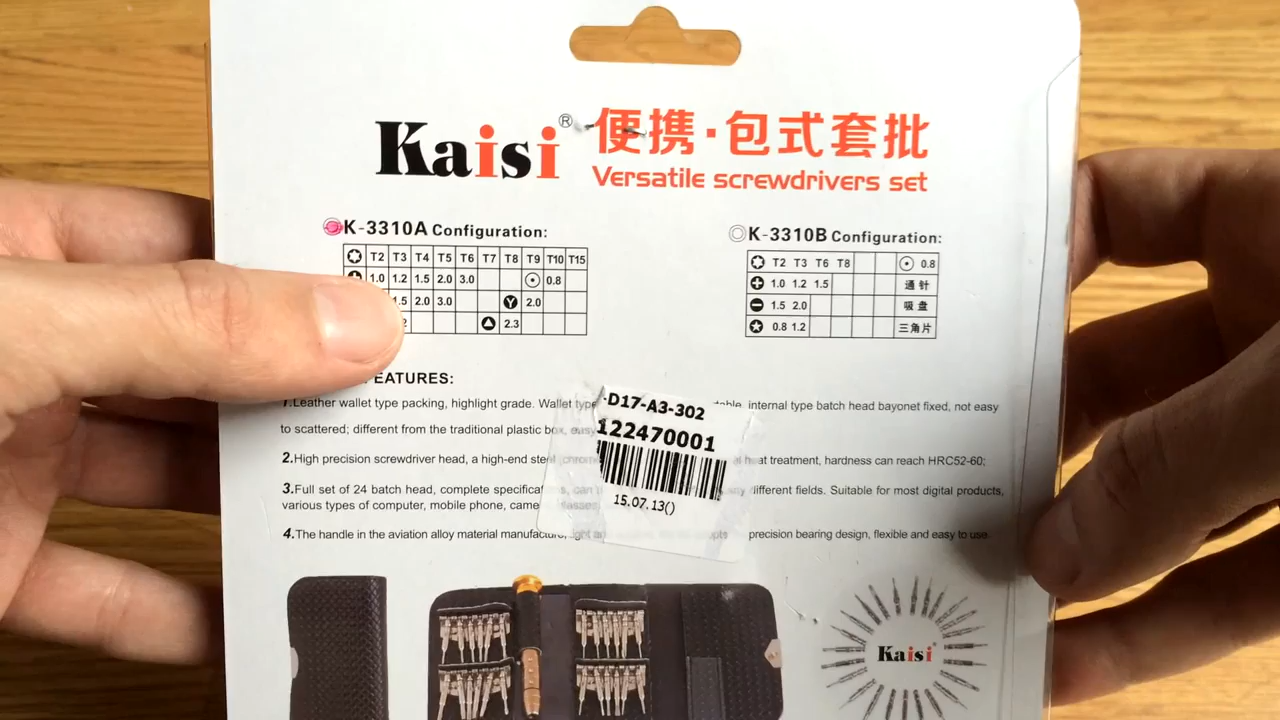 Kaisi® 便携·包式套批
Versatile screwdrivers set
K-3310A Configuration:
T2 T3 T4 T5 T6 T7 T8 T9 T10 T15
1.0 1.2 1.5 2.0 3.0 0.8
1.5 2.0 3.0 Y 2.0
2 2.3
K-3310B Configuration:
T2 T3 T6 T8 0.8
1.0 1.2 1.5 通针
1.5 2.0 吸盘
0.8 1.2 三角片
EATURES:
1.Leather wallet type packing, highlight grade. Wallet type internal type batch head bayonet fixed, not easy
to scattered; different from the traditional plastic box, easy
2.High precision screwdriver head, a high-end steel heat treatment, hardness can reach HRC52-60;
3.Full set of 24 batch head, complete different fields. Suitable for most digital products,
various types of computer, mobile phone, glasses
4.The handle in the aviation alloy material precision bearing design, flexible and easy to use
-D17-A3-302
122470001
15.07.13()
Kaisi